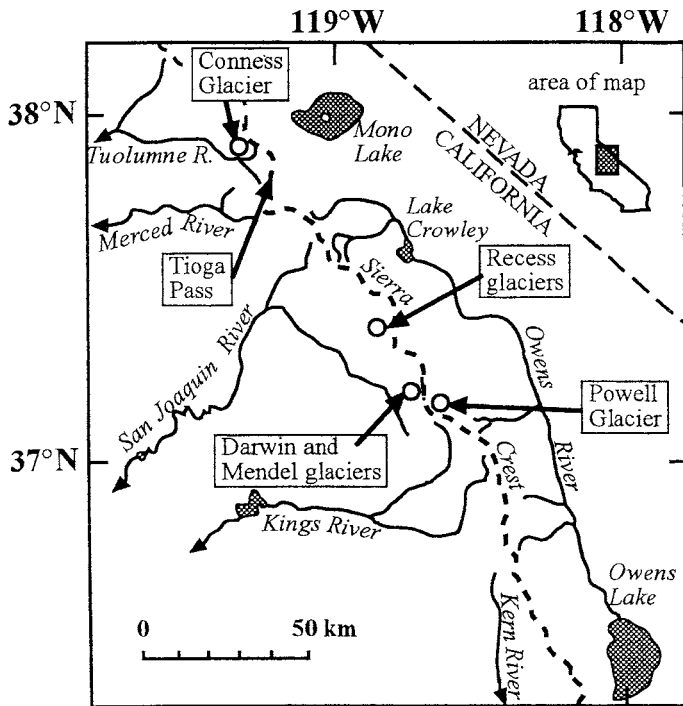 119°W
118°W
Conness
Glacier
38°N
area of map
Mono
Lake
NEVADA
CALIFORNIA
Tuolumne R.
Merced River
Lake
Crowley
Tioga
Pass
Sierra
Recess
glaciers
San Joaquin River
Owens
River
Powell
Glacier
Darwin and
Mendel glaciers
37°N
Crest
Kings River
Owens
Lake
0
50 km
Kern River